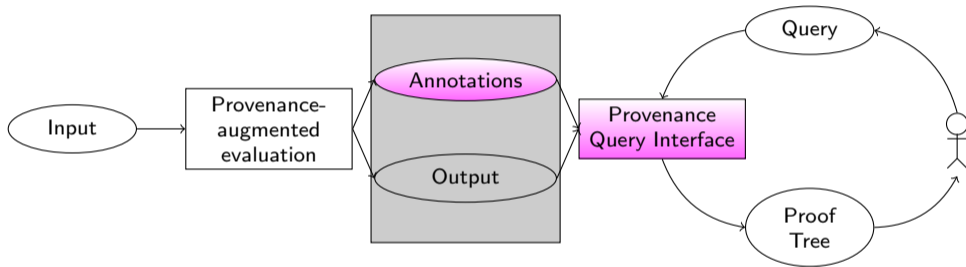 Input
Provenance-
augmented
evaluation
Annotations
Output
Provenance
Query Interface
Query
Proof
Tree